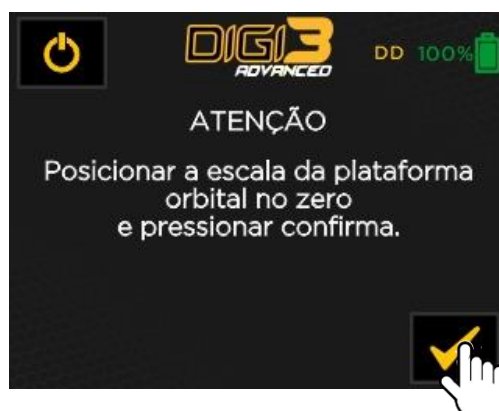 DIGI3
ADVANCED
DD 100%
ATENÇÃO
Posicionar a escala da plataforma
orbital no zero
e pressionar confirma.